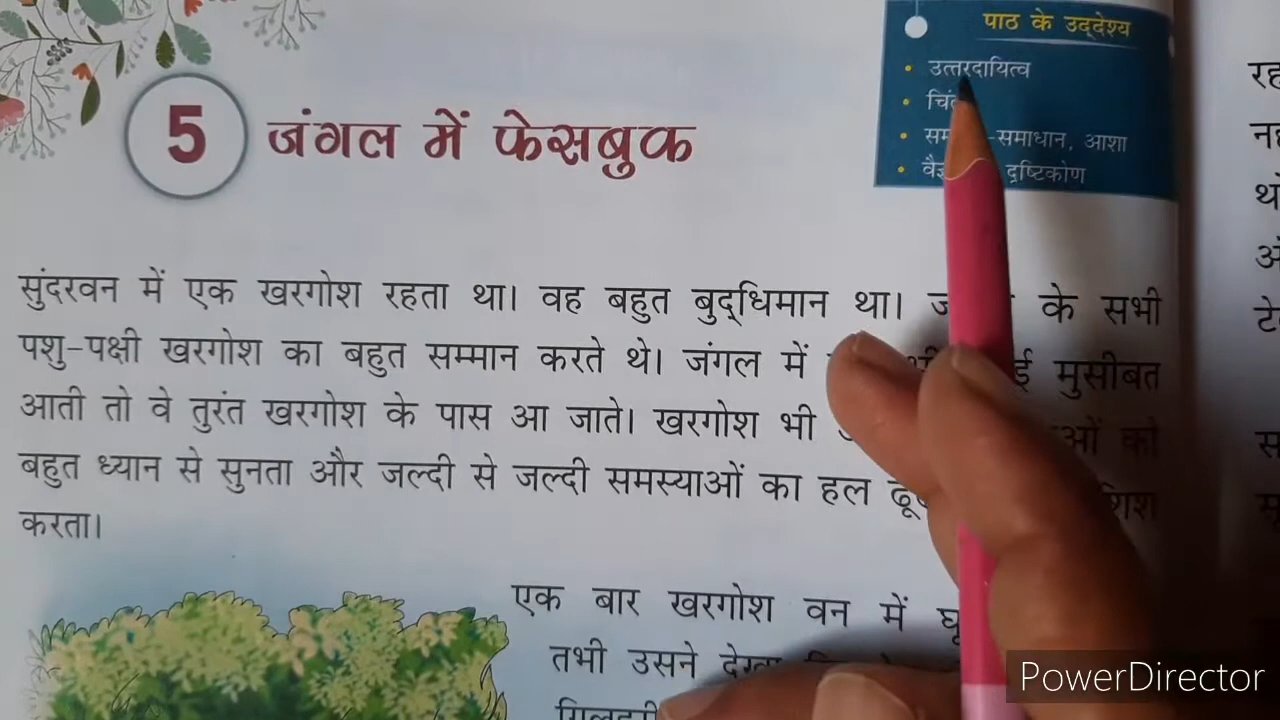 पाठ के उद्देश्य
उत्तरदायित्व
समाधान, आशा
दृष्टिकोण
5 जंगल में फेसबुक
सुंदरवन में एक खरगोश रहता था। वह बहुत बुद्धिमान था। के सभी
पशु-पक्षी खरगोश का बहुत सम्मान करते थे। जंगल में मुसीबत
आती तो वे तुरंत खरगोश के पास आ जाते। खरगोश भी को
बहुत ध्यान से सुनता और जल्दी से जल्दी समस्याओं का हल
करता।
एक बार खरगोश वन में
तभी उसने देखा
PowerDirector